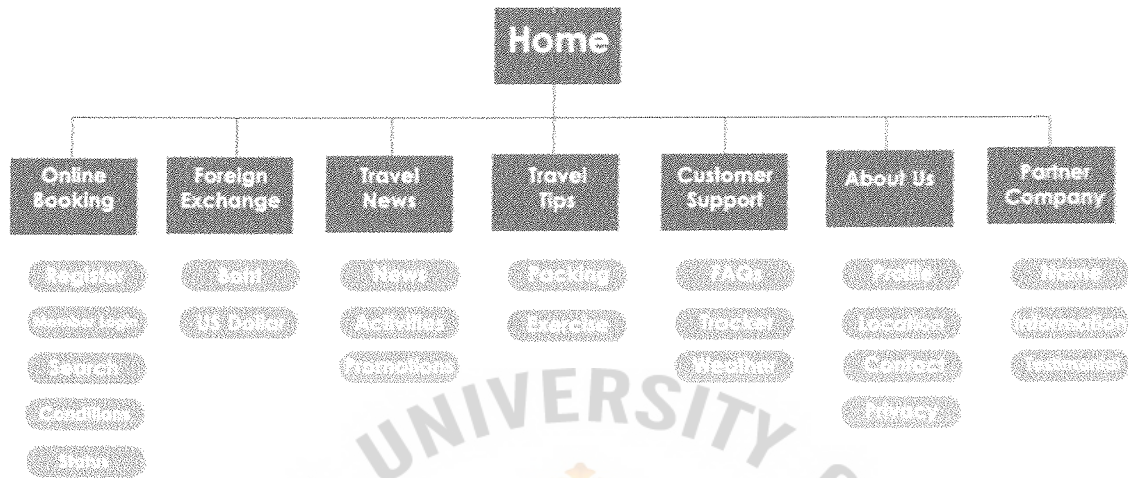 Home
Online
Booking
Foreign
Exchange
Travel
News
Travel
Tips
Customer
Support
About Us
Partner
Company
Register
Baht
News
Packing
FAQs
Profile
Name
Member Login
US Dollar
Activities
Exercise
Tracker
Location
Information
Search
Promotions
Weather
Contact
Testimonial
Conditions
Privacy
Status
UNIVERSITY